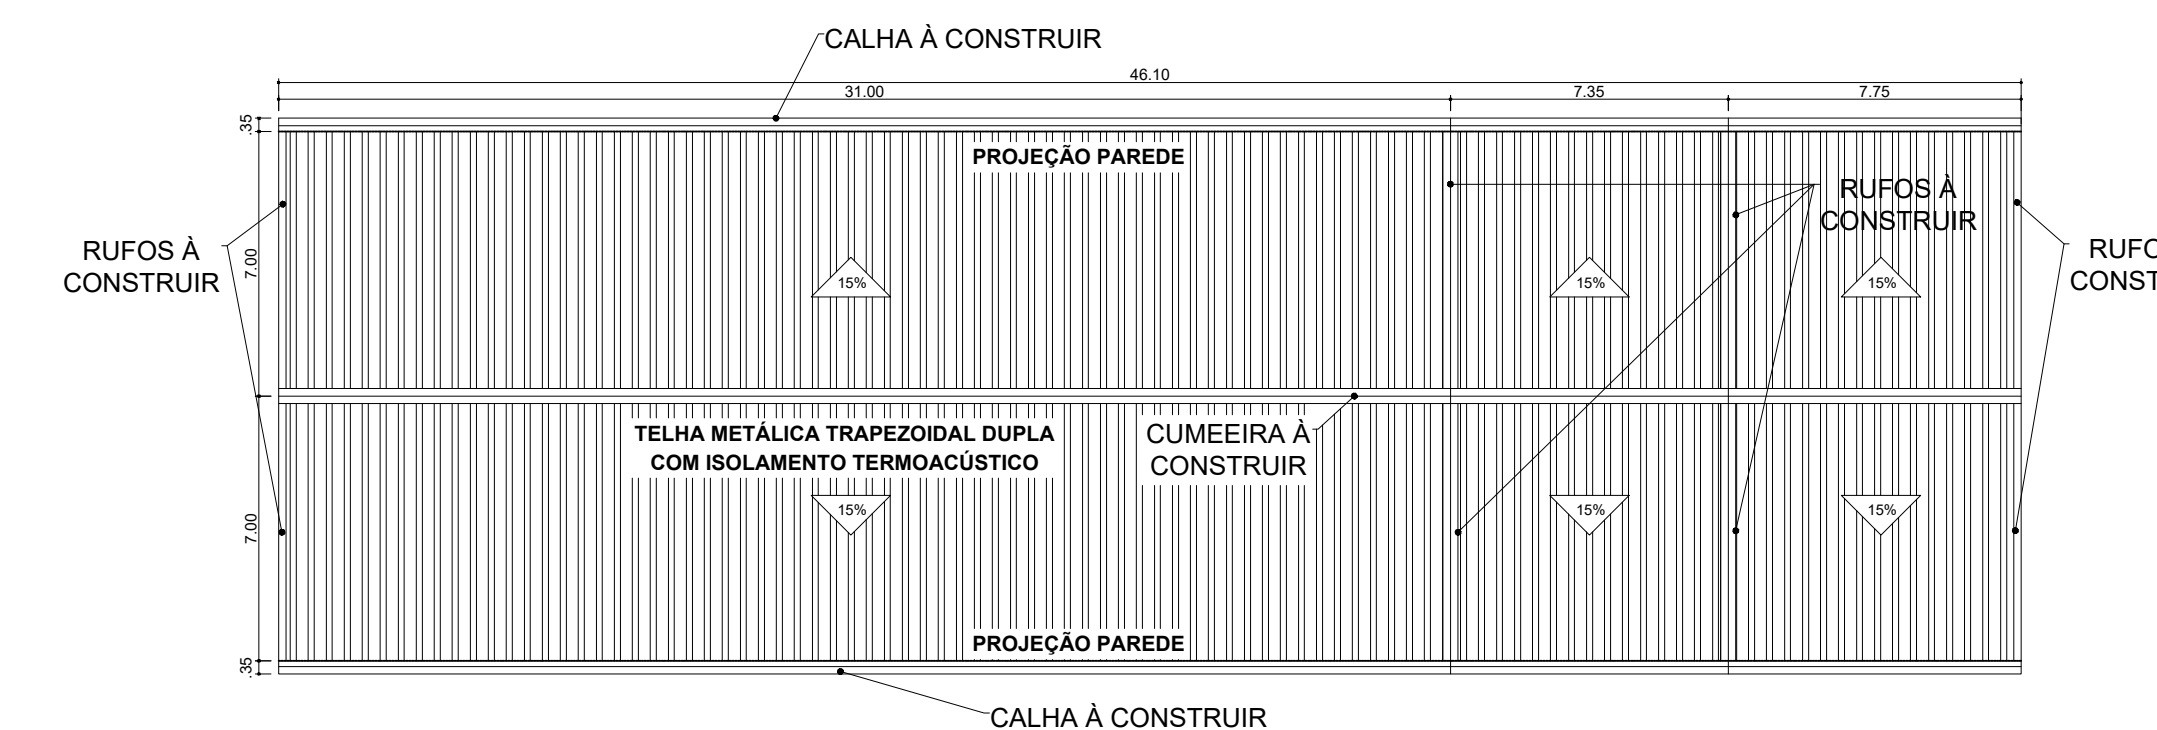 CALHA À CONSTRUIR
46.10
31.00
7.35
7.75
.35
PROJEÇÃO PAREDE
RUFOS À
CONSTRUIR
RUFOS À
CONSTRUIR
RUFO
CONST
7.00
15%
15%
15%
TELHA METÁLICA TRAPEZOIDAL DUPLA
COM ISOLAMENTO TERMOACÚSTICO
CUMEEIRA À
CONSTRUIR
7.00
15%
15%
15%
PROJEÇÃO PAREDE
.35
CALHA À CONSTRUIR